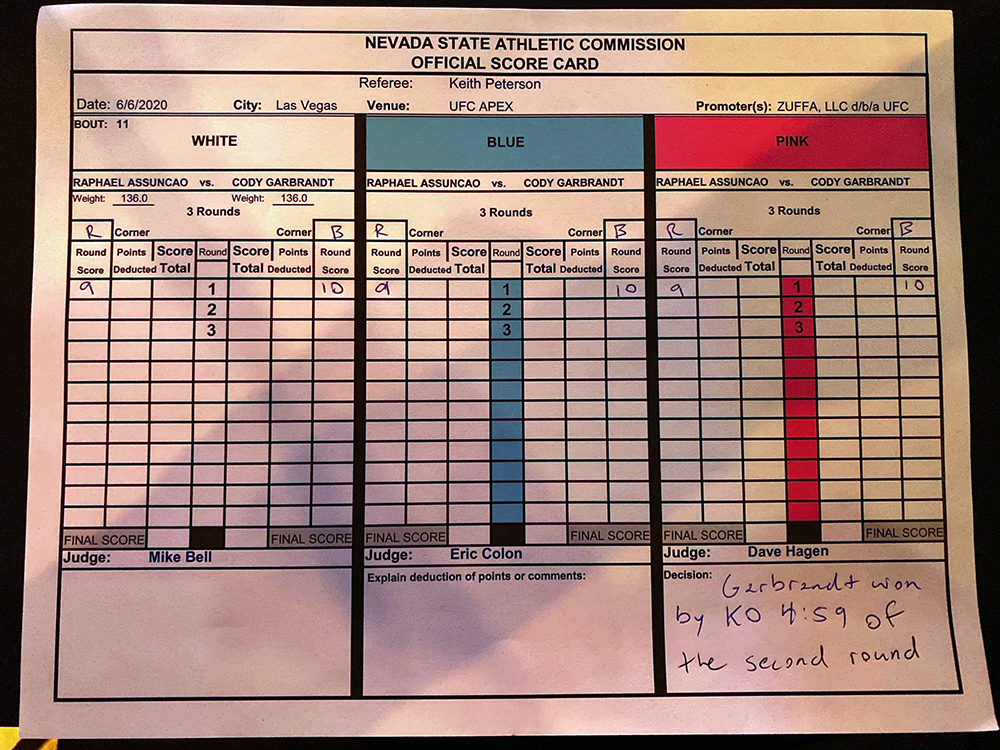 NEVADA STATE ATHLETIC COMMISSION
OFFICIAL SCORE CARD
Referee: Keith Peterson
Date: 6/6/2020 City: Las Vegas Venue: UFC APEX Promoter(s): ZUFFA, LLC d/b/a UFC
BOUT: 11
WHITE BLUE PINK
RAPHAEL ASSUNCAO vs. CODY GARBRANDT RAPHAEL ASSUNCAO vs. CODY GARBRANDT RAPHAEL ASSUNCAO vs. CODY GARBRANDT
Weight: 136.0 Weight: 136.0
3 Rounds 3 Rounds 3 Rounds
R Corner Corner B R Corner Corner B R Corner Corner B
Round Points Score Round Score Points Round Round Points Score Round Score Points Round Round Points Score Round Score Points Round
Score Deducted Total Total Deducted Score Score Deducted Total Total Deducted Score Score Deducted Total Total Deducted Score
9 1 10 9 1 10 9 1 10
2 2 2
3 3 3
FINAL SCORE FINAL SCORE FINAL SCORE FINAL SCORE FINAL SCORE FINAL SCORE
Judge: Mike Bell Judge: Eric Colon Judge: Dave Hagen
Explain deduction of points or comments: Decision: Garbrandt won
by KO 4:59 of
the second round